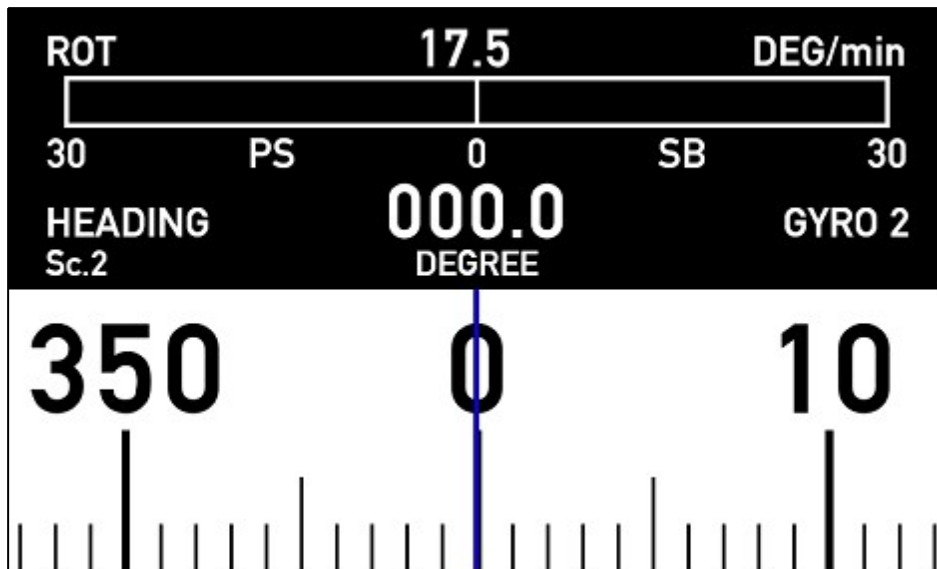 ROT 17.5 DEG/min
30 PS 0 SB 30
HEADING 000.0 GYRO 2
Sc.2 DEGREE
350 0 10